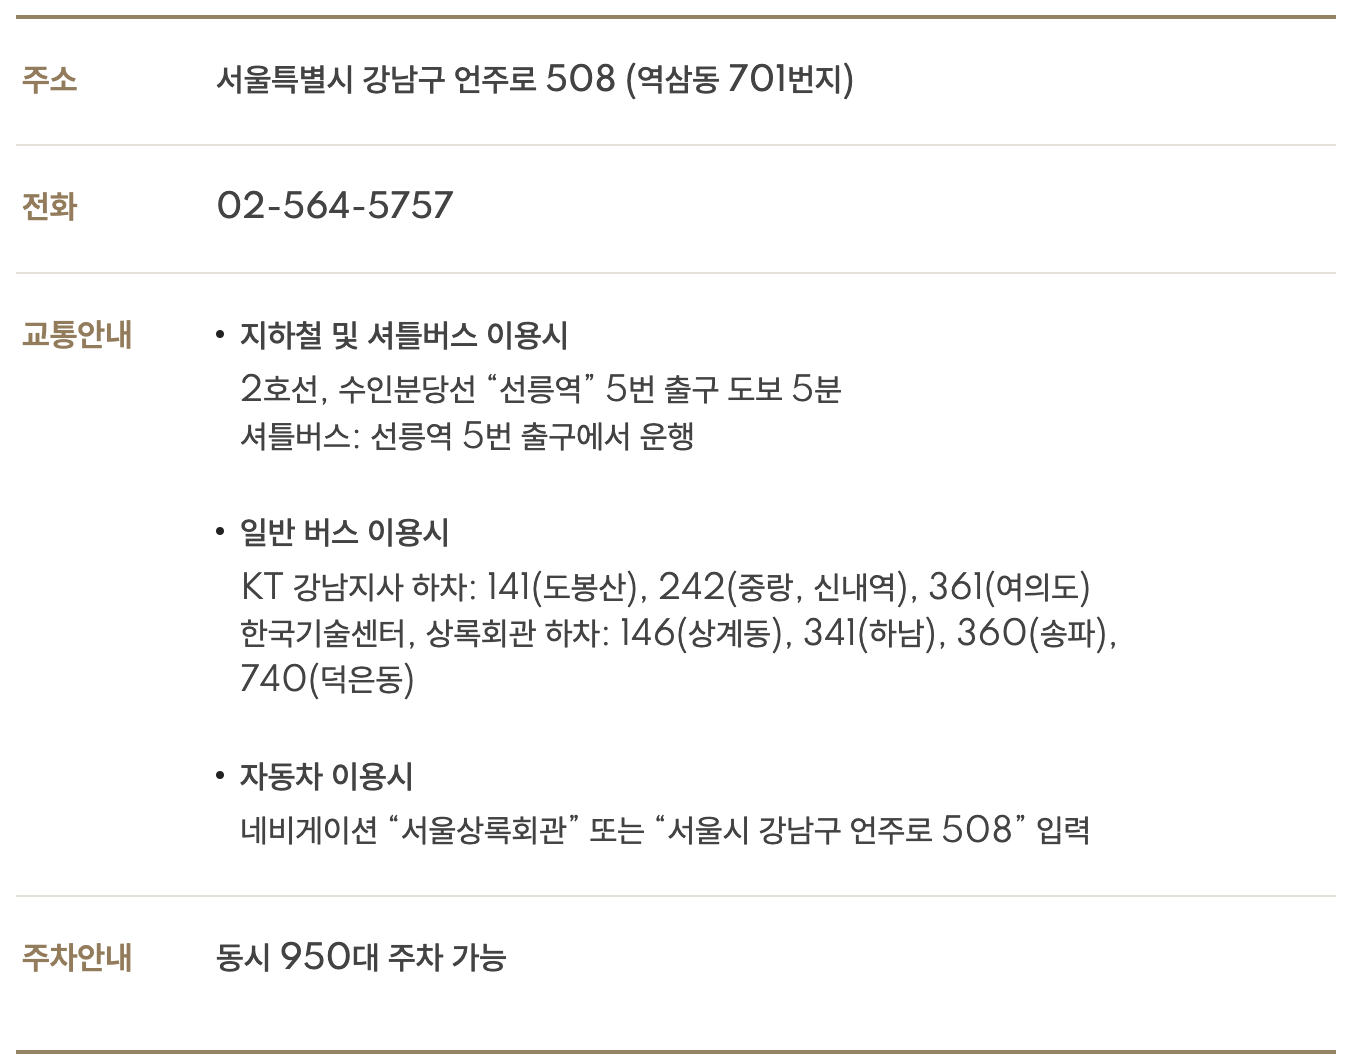 주소
서울특별시 강남구 언주로 508 (역삼동 701번지)
전화
02-564-5757
교통안내
• 지하철 및 셔틀버스 이용시
2호선, 수인분당선 “선릉역” 5번 출구 도보 5분
셔틀버스: 선릉역 5번 출구에서 운행
• 일반 버스 이용시
KT 강남지사 하차: 141(도봉산), 242(중랑, 신내역), 361(여의도)
한국기술센터, 상록회관 하차: 146(상계동), 341(하남), 360(송파),
740(덕은동)
• 자동차 이용시
네비게이션 “서울상록회관” 또는 “서울시 강남구 언주로 508” 입력
주차안내
동시 950대 주차 가능